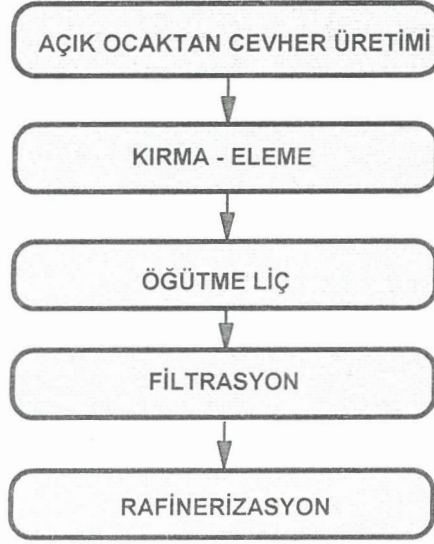 AÇIK OCAKTAN CEVHER ÜRETİMİ
KIRMA - ELEME
ÖĞÜTME LİÇ
FİLTRASYON
RAFİNERİZASYON